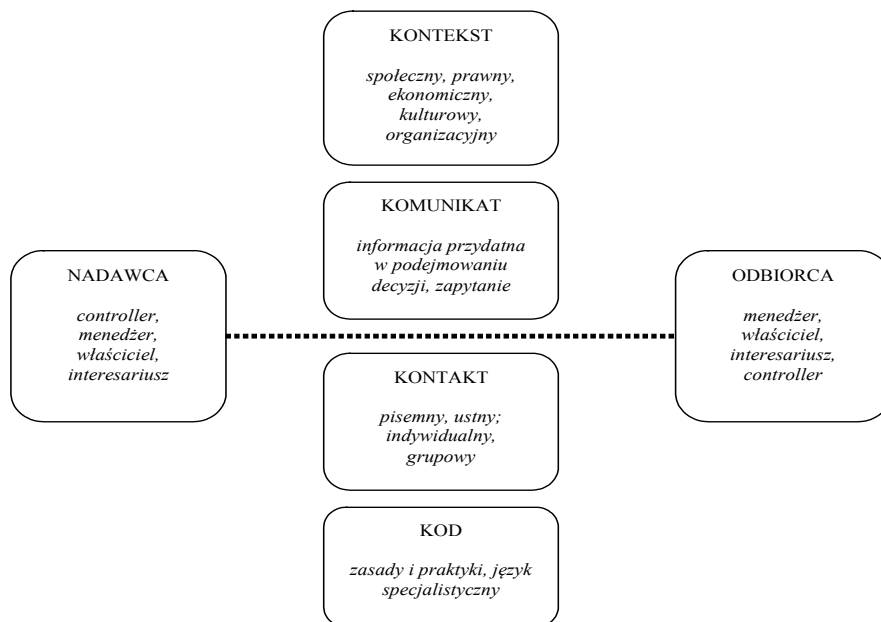 KONTEKST
społeczny, prawny,
ekonomiczny,
kulturowy,
organizacyjny
KOMUNIKAT
informacja przydatna
w podejmowaniu
decyzji, zapytanie
NADAWCA
controller,
menedżer,
właściciel,
interesariusz
ODBIORCA
menedżer,
właściciel,
interesariusz,
controller
KONTAKT
pisemny, ustny;
indywidualny,
grupowy
KOD
zasady i praktyki, język
specjalistyczny